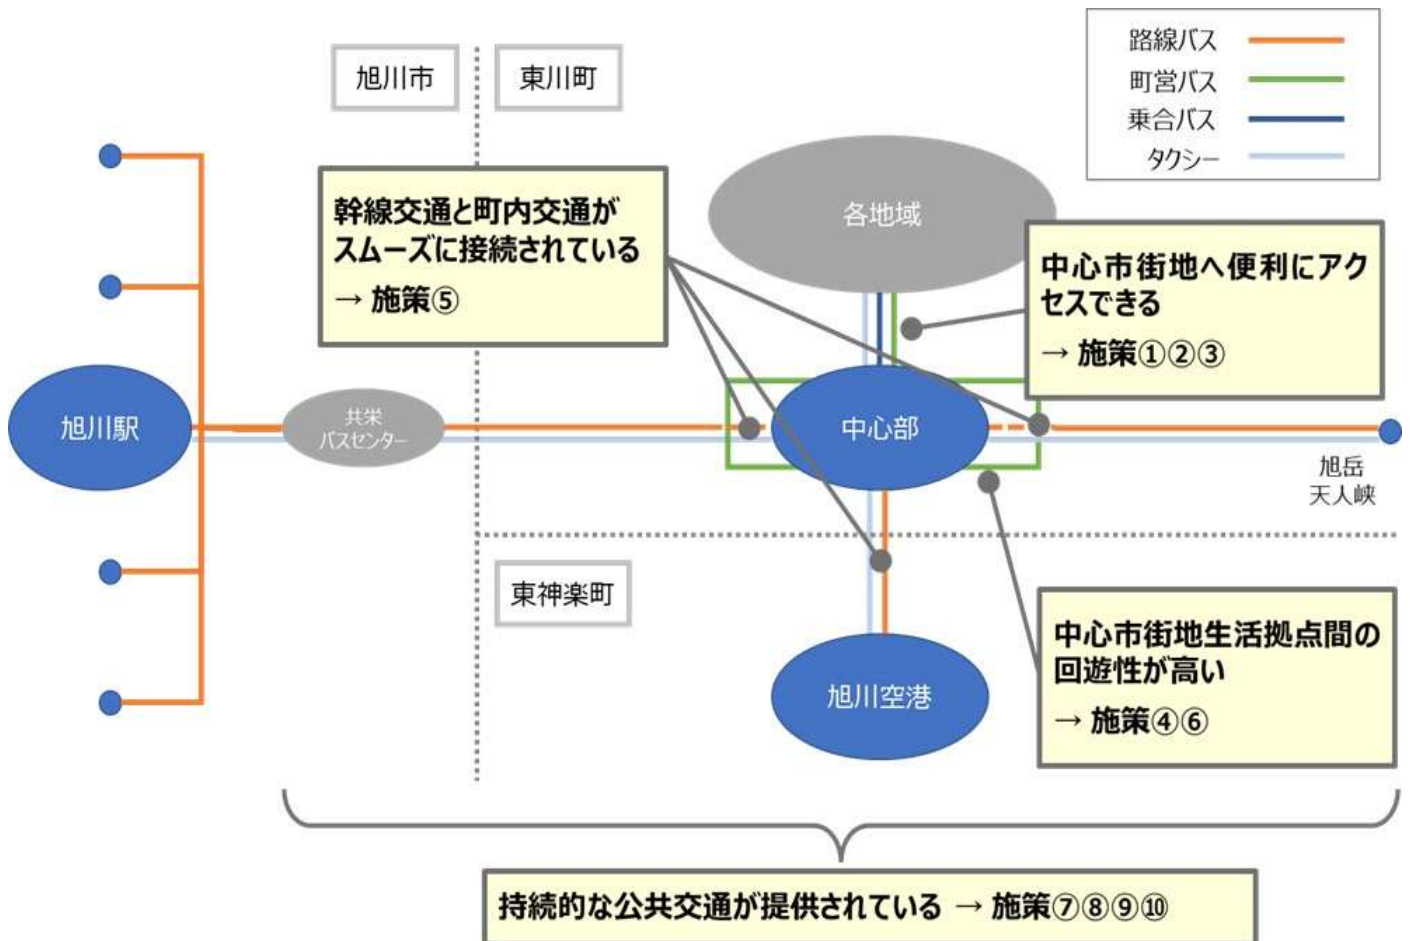 路線バス
町営バス
乗合バス
タクシー
旭川市
東川町
幹線交通と町内交通が
スムーズに接続されている
→ 施策⑤
各地域
中心市街地へ便利にアク
セスできる
→ 施策①②③
旭川駅
共栄
バスセンター
中心部
旭岳
天人峡
東神楽町
旭川空港
中心市街地生活拠点間の
回遊性が高い
→ 施策④⑥
持続的な公共交通が提供されている → 施策⑦⑧⑨⑩